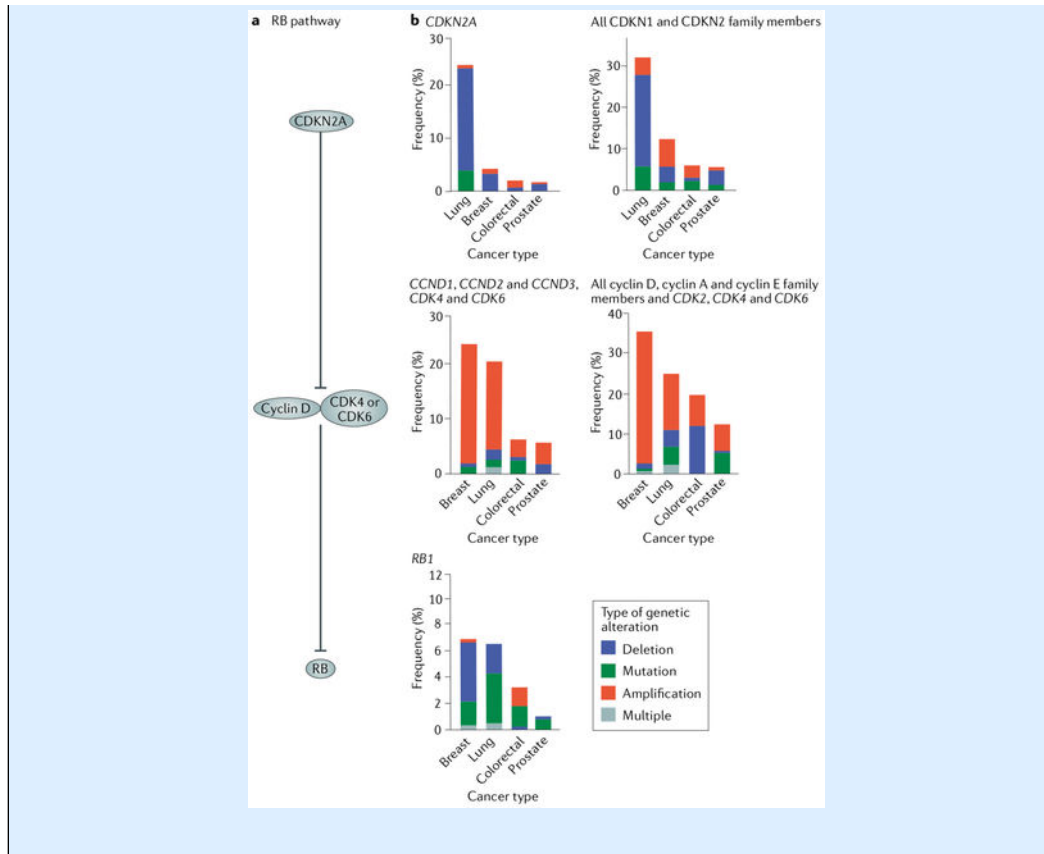 a RB pathway
CDKN2A
Cyclin D
CDK4 or
CDK6
RB
b CDKN2A
30
20
10
0
Frequency (%)
Lung
Breast
Colorectal
Prostate
Cancer type
All CDKN1 and CDKN2 family members
30
20
10
0
Frequency (%)
Lung
Breast
Colorectal
Prostate
Cancer type
CCND1, CCND2 and CCND3,
CDK4 and CDK6
30
20
10
0
Frequency (%)
Breast
Lung
Colorectal
Prostate
Cancer type
All cyclin D, cyclin A and cyclin E family
members and CDK2, CDK4 and CDK6
40
30
20
10
0
Frequency (%)
Breast
Lung
Colorectal
Prostate
Cancer type
RB1
12
10
8
6
4
2
0
Frequency (%)
Breast
Lung
Colorectal
Prostate
Cancer type
Type of genetic
alteration
Deletion
Mutation
Amplification
Multiple